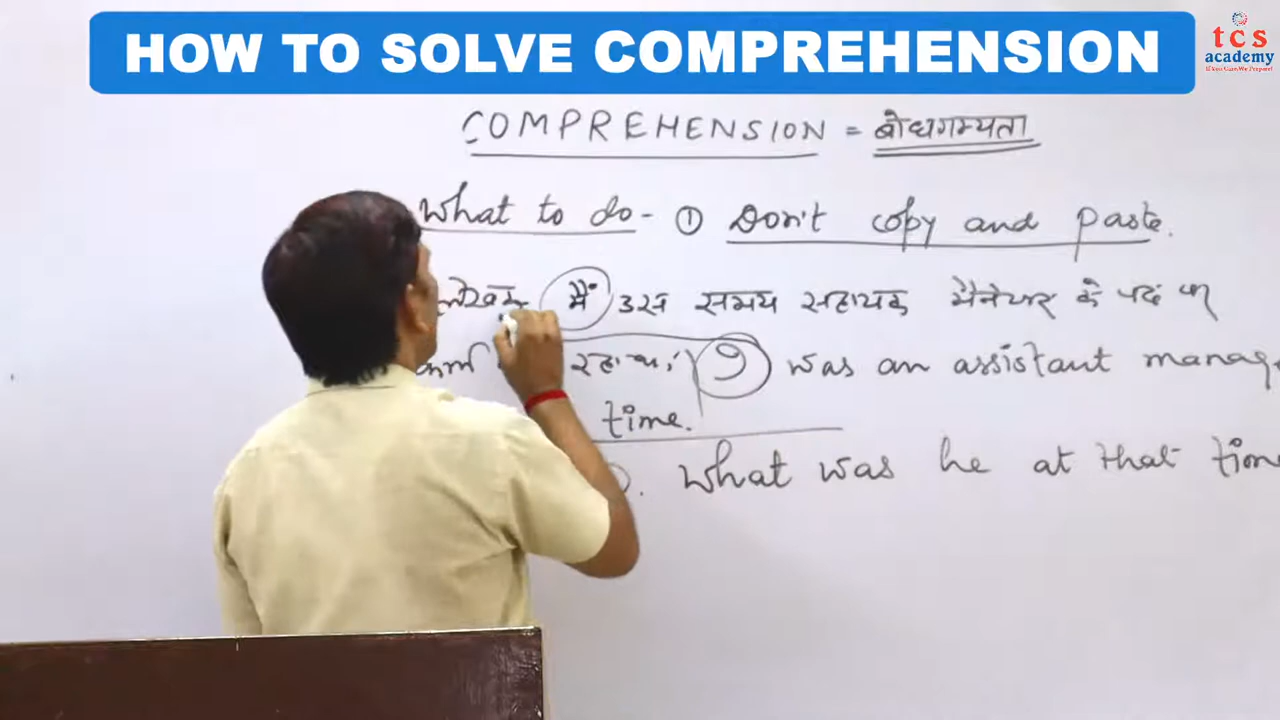 HOW TO SOLVE COMPREHENSION
tcs
academy
COMPREHENSION = बोधगम्यता
What to do- ① Don't copy and paste.
मैं उस समय सहायक मैनेजर के पद पर
रहा था।
I was an assistant manag
time.
What was he at that time